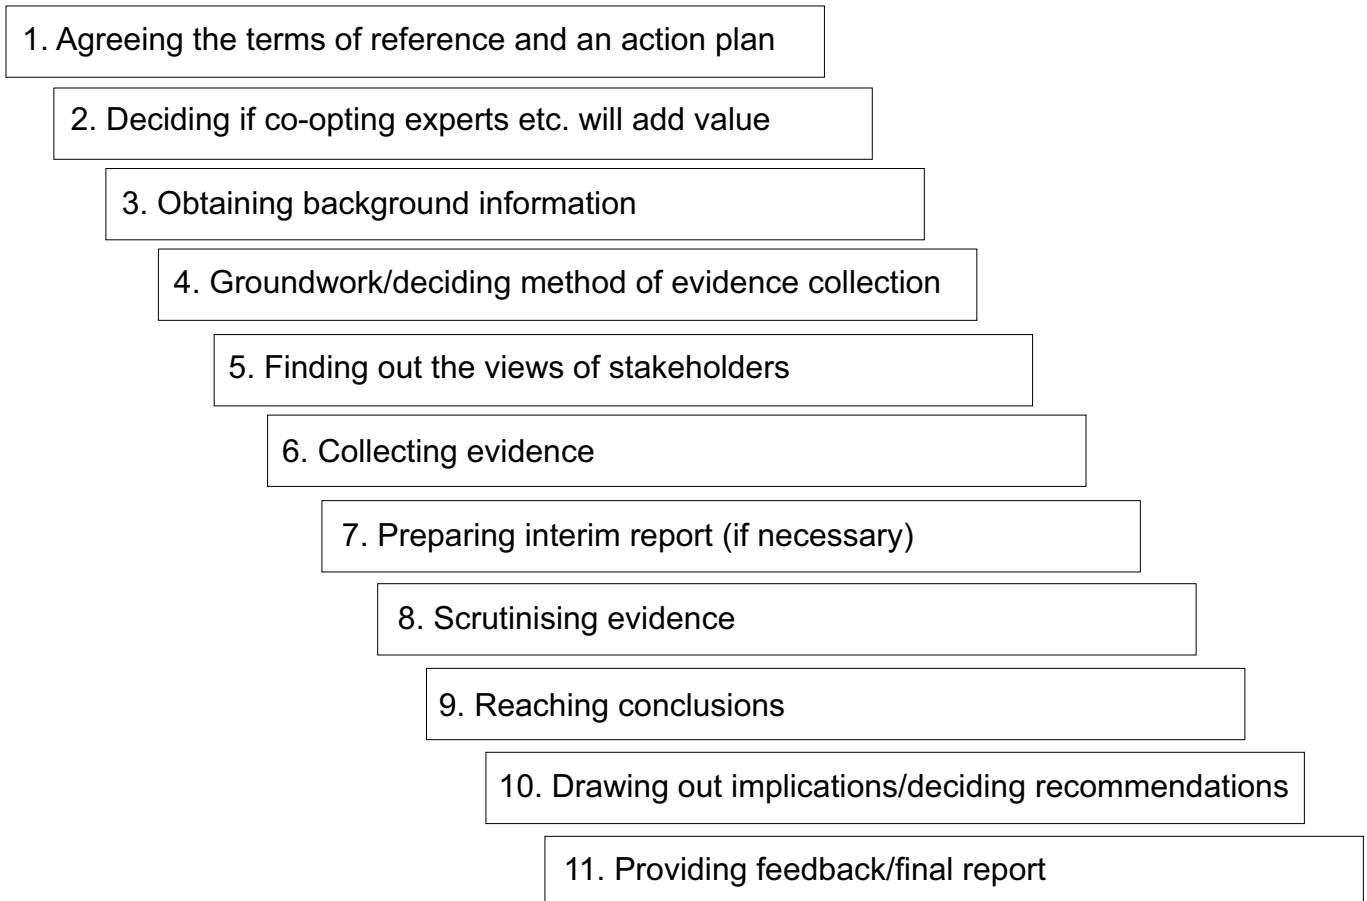 1. Agreeing the terms of reference and an action plan
2. Deciding if co-opting experts etc. will add value
3. Obtaining background information
4. Groundwork/deciding method of evidence collection
5. Finding out the views of stakeholders
6. Collecting evidence
7. Preparing interim report (if necessary)
8. Scrutinising evidence
9. Reaching conclusions
10. Drawing out implications/deciding recommendations
11. Providing feedback/final report